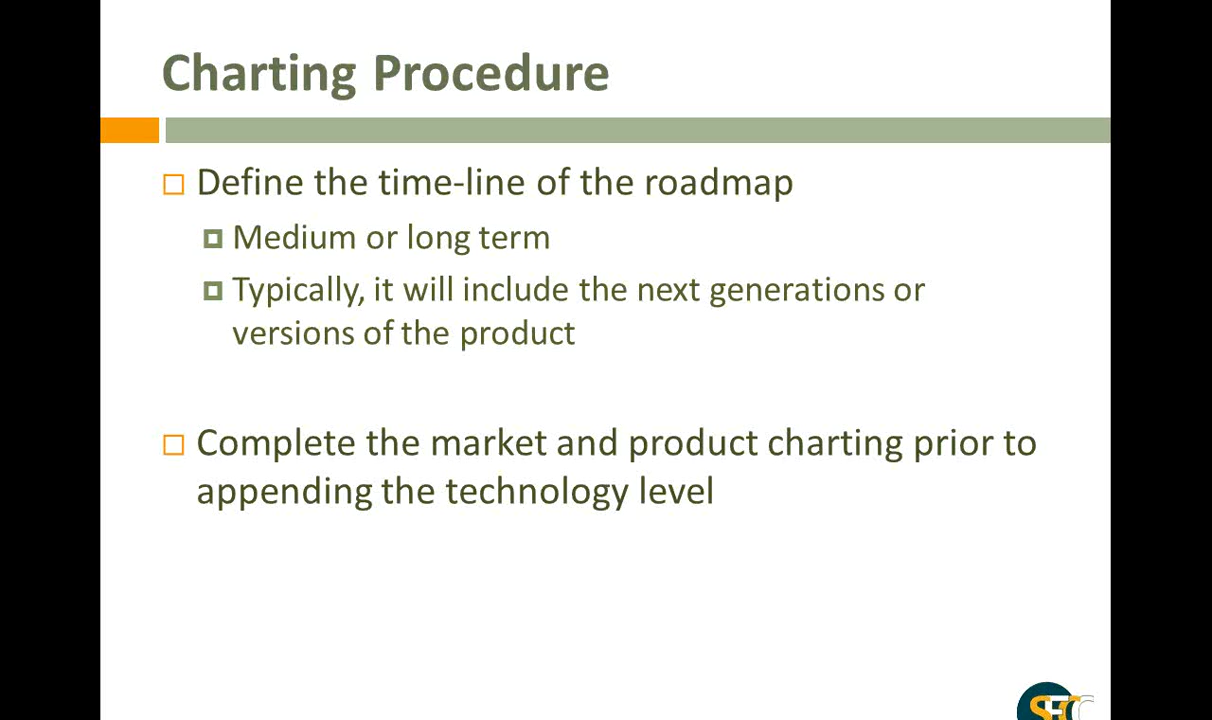 Charting Procedure
Define the time-line of the roadmap
Medium or long term
Typically, it will include the next generations or
versions of the product
Complete the market and product charting prior to
appending the technology level